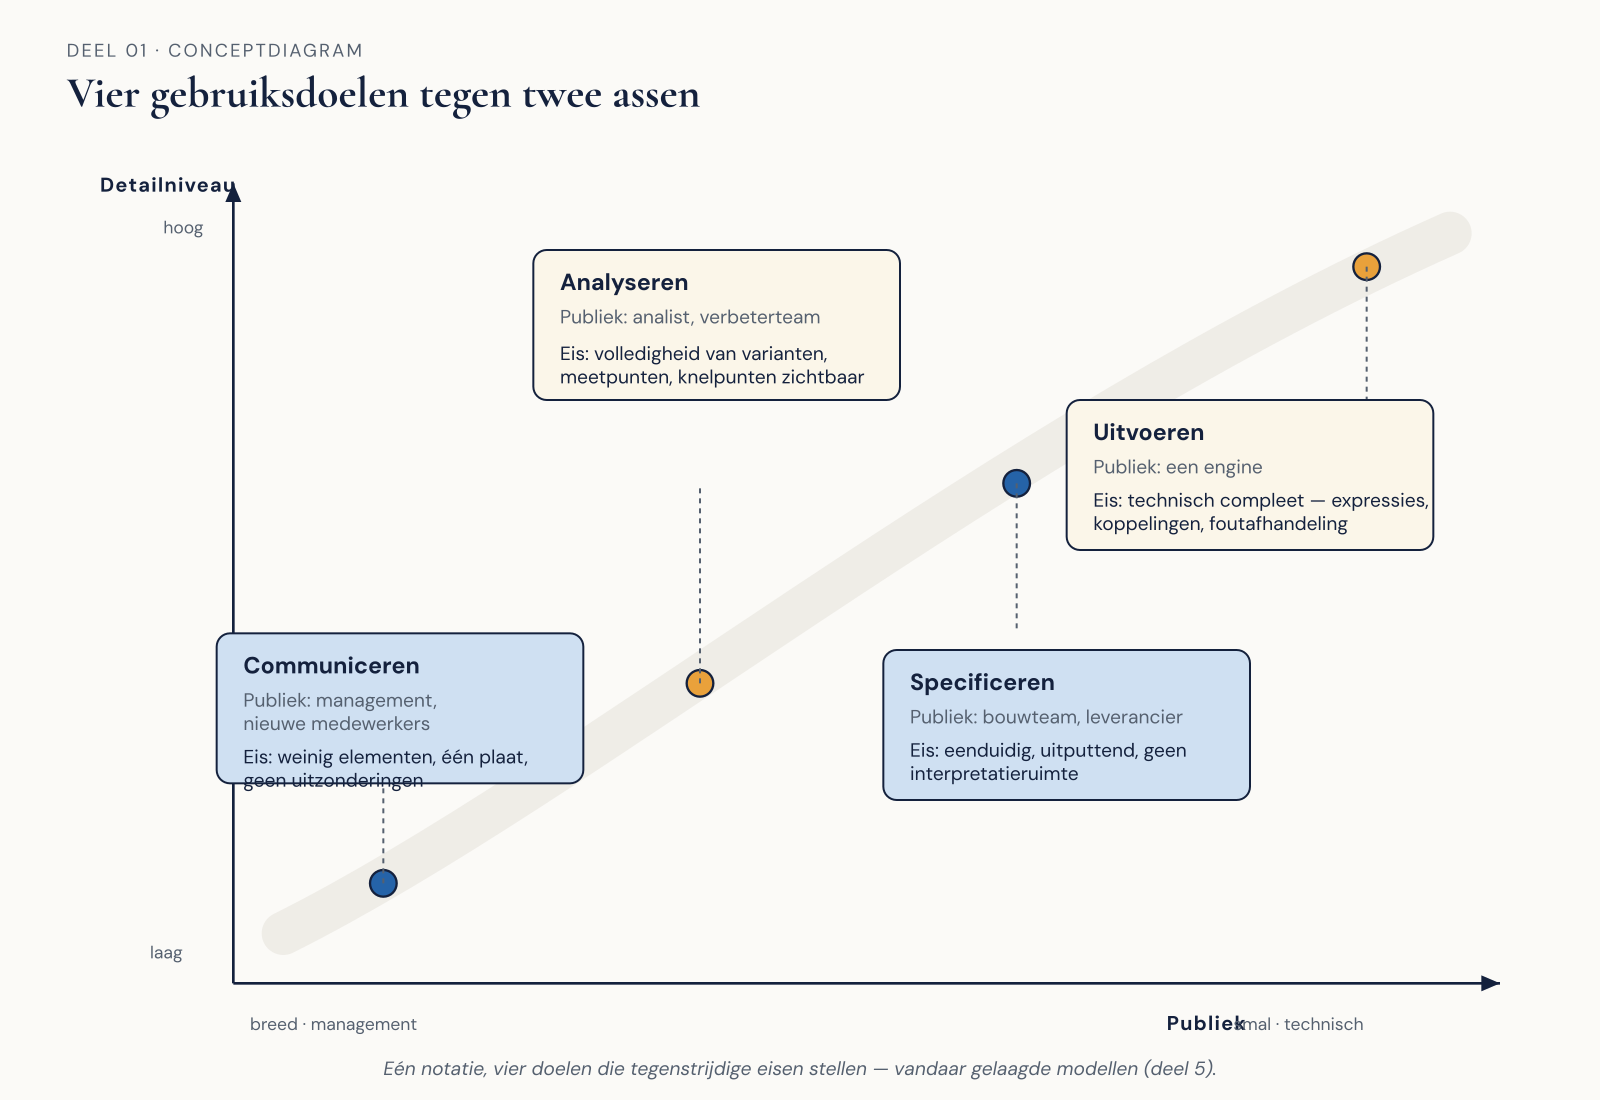 DEEL 01 · CONCEPTDIAGRAM
Vier gebruiksdoelen tegen twee assen
Detailniveau
hoog
Analyseren
Publiek: analist, verbeterteam
Eis: volledigheid van varianten,
meetpunten, knelpunten zichtbaar
Uitvoeren
Publiek: een engine
Eis: technisch compleet — expressies,
koppelingen, foutafhandeling
Communiceren
Publiek: management,
nieuwe medewerkers
Eis: weinig elementen, één plaat,
geen uitzonderingen
Specificeren
Publiek: bouwteam, leverancier
Eis: eenduidig, uitputtend, geen
interpretatieruimte
laag
breed · management
Publiek
smal · technisch
Eén notatie, vier doelen die tegenstrijdige eisen stellen — vandaar gelaagde modellen (deel 5).